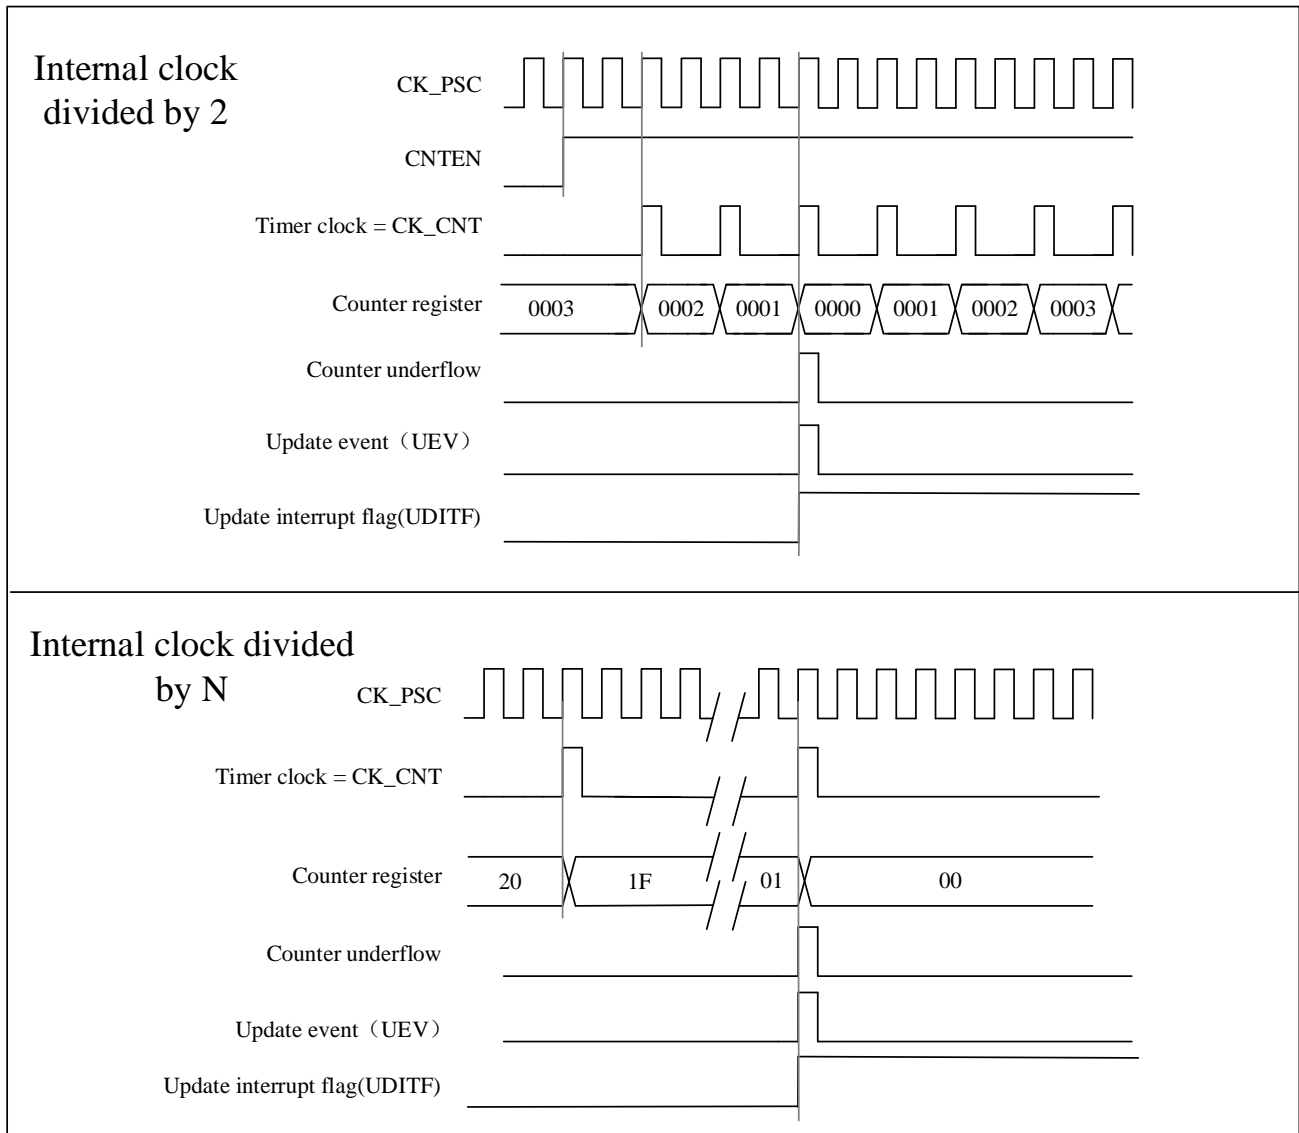 Internal clock
divided by 2
CK_PSC
CNTEN
Timer clock = CK_CNT
Counter register
0003 0002 0001 0000 0001 0002 0003
Counter underflow
Update event（UEV）
Update interrupt flag(UDITF)
Internal clock divided
by N
CK_PSC
Timer clock = CK_CNT
Counter register
20 1F 01 00
Counter underflow
Update event（UEV）
Update interrupt flag(UDITF)